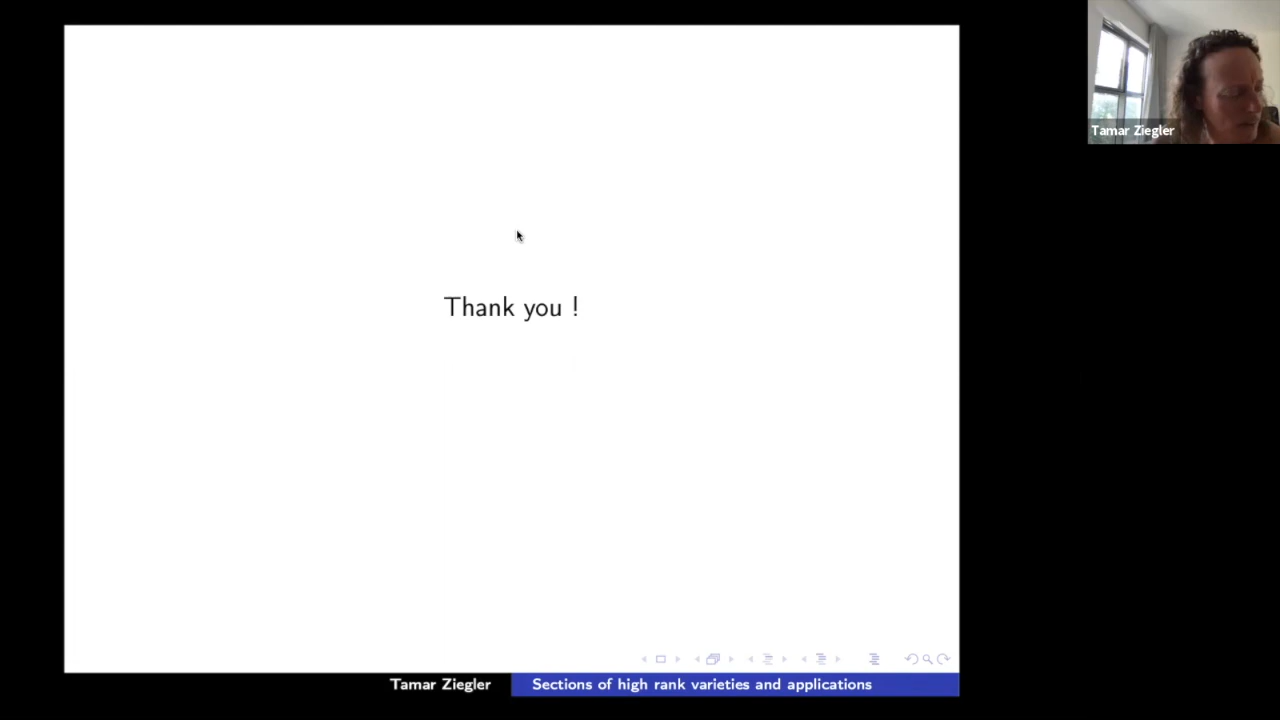 Tamar Ziegler
Thank you !
Tamar Ziegler
Sections of high rank varieties and applications